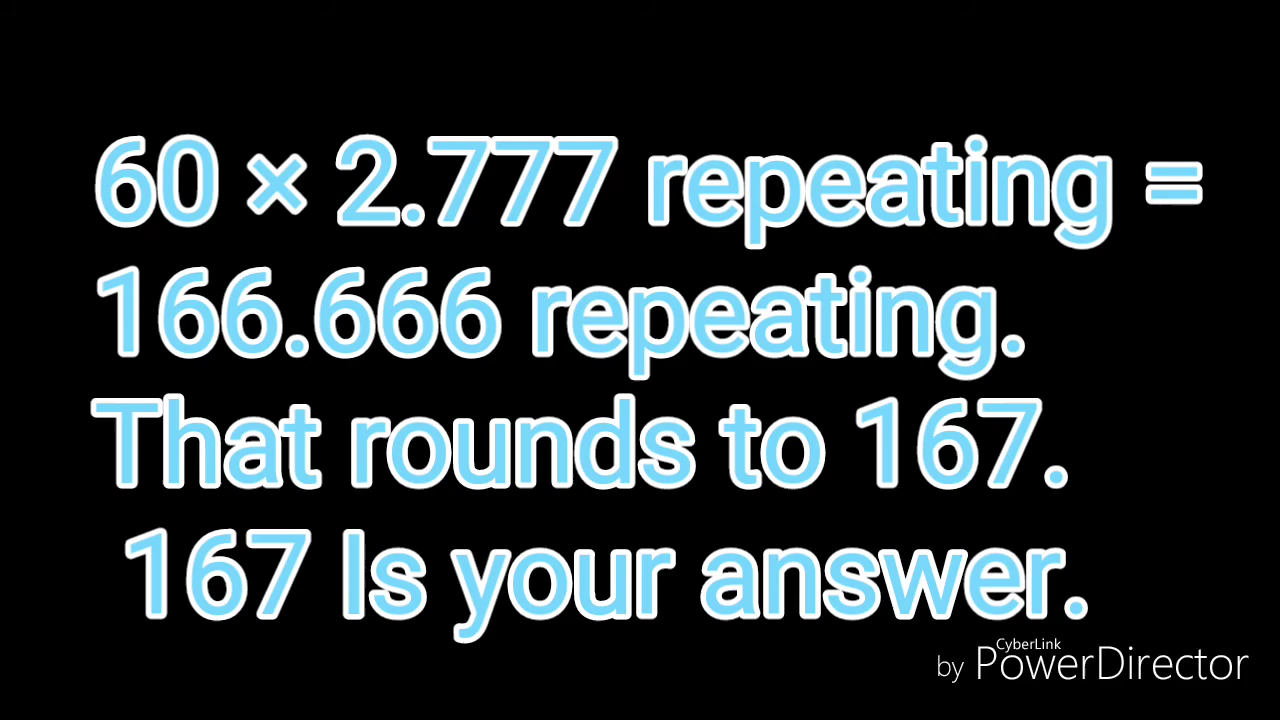 60 × 2.777 repeating =
166.666 repeating.
That rounds to 167.
167 Is your answer.
CyberLink
by PowerDirector